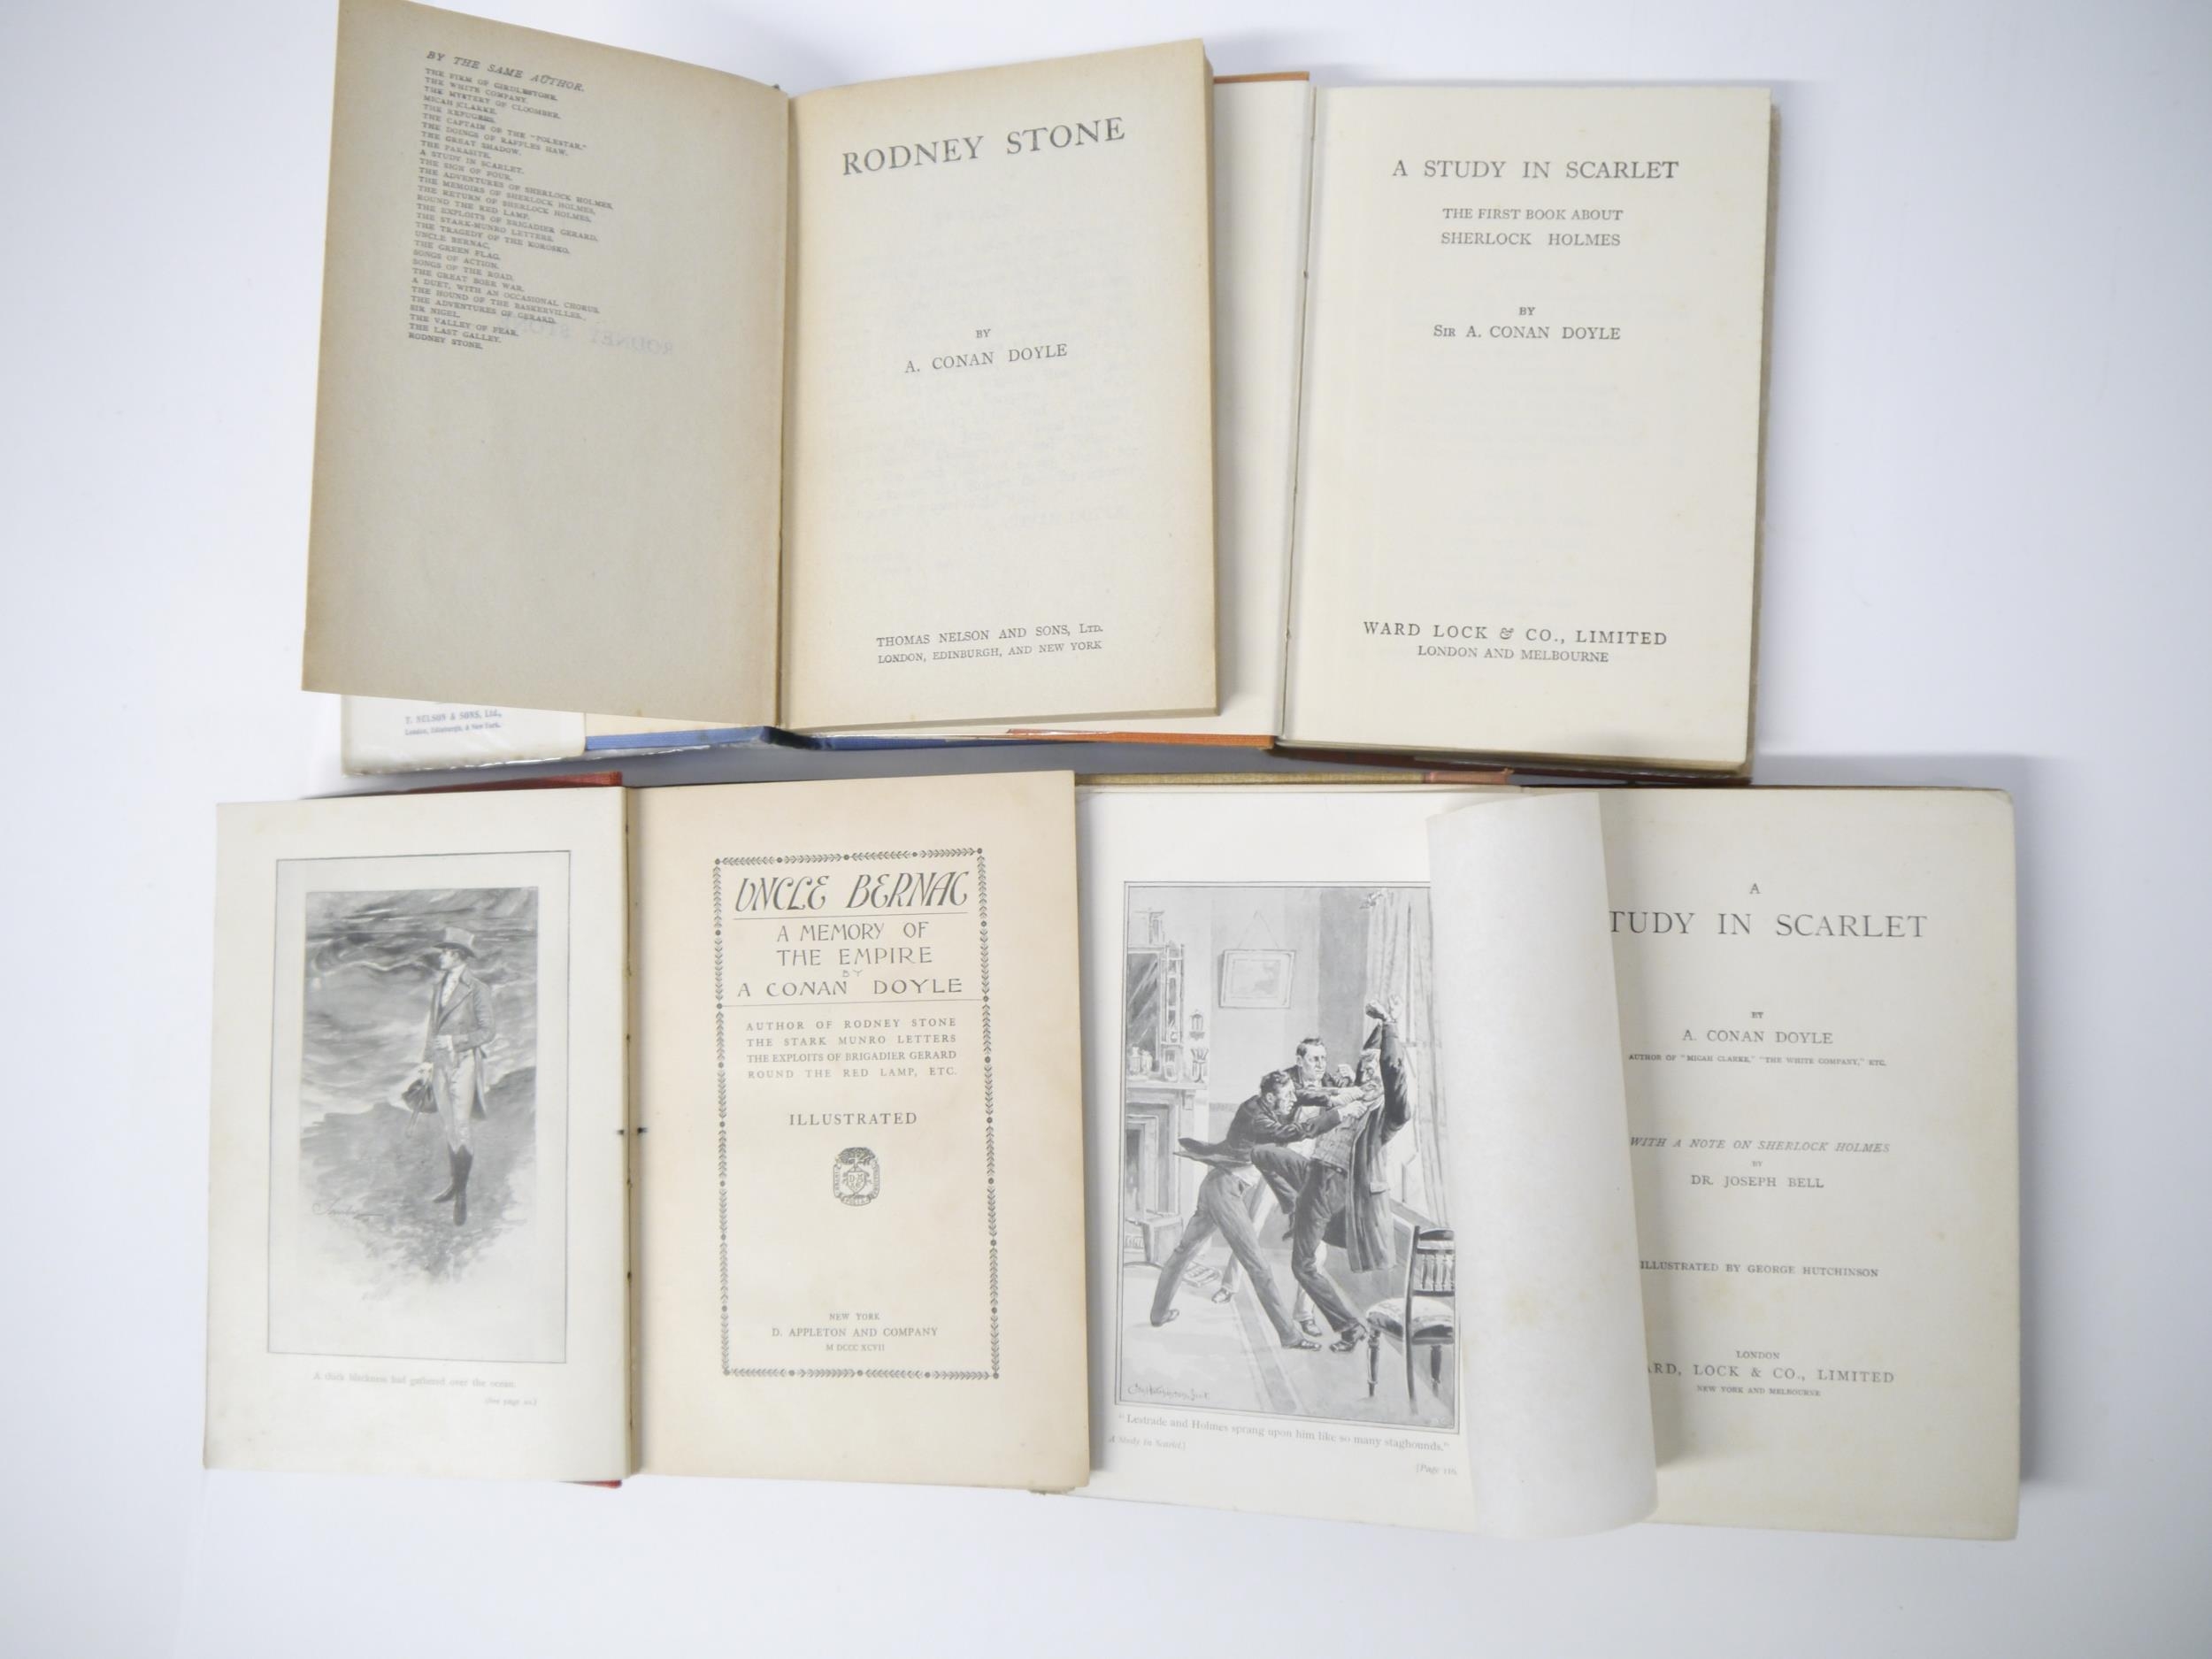 BY THE SAME AUTHOR.
THE FIRM OF GIRDLESTONE.
THE WHITE COMPANY.
THE MYSTERY OF CLOOMBER.
MICAH CLARKE.
THE REFUGEES.
THE CAPTAIN OF THE "POLESTAR."
THE DOINGS OF RAFFLES HAW.
THE GREAT SHADOW.
THE PARASITE.
A STUDY IN SCARLET.
THE SIGN OF FOUR.
THE ADVENTURES OF SHERLOCK HOLMES.
THE MEMOIRS OF SHERLOCK HOLMES.
THE RETURN OF SHERLOCK HOLMES.
ROUND THE RED LAMP.
THE EXPLOITS OF BRIGADIER GERARD.
THE STARK-MUNRO LETTERS.
THE TRAGEDY OF THE KOROSKO.
UNCLE BERNAC.
THE GREEN FLAG.
SONGS OF ACTION.
SONGS OF THE ROAD.
THE GREAT BOER WAR.
A DUET, WITH AN OCCASIONAL CHORUS.
THE HOUND OF THE BASKERVILLES.
THE ADVENTURES OF GERARD.
SIR NIGEL.
THE VALLEY OF FEAR.
THE LAST GALLEY.
RODNEY STONE.
RODNEY STONE
BY
A. CONAN DOYLE
THOMAS NELSON AND SONS, LTD.
LONDON, EDINBURGH, AND NEW YORK
T. NELSON & SONS, Ltd.,
London, Edinburgh, & New York.
A STUDY IN SCARLET
THE FIRST BOOK ABOUT
SHERLOCK HOLMES
BY
SIR A. CONAN DOYLE
WARD LOCK & CO., LIMITED
LONDON AND MELBOURNE
A dark blackness had gathered over the ocean.
(See page
UNCLE BERNAC
A MEMORY OF
THE EMPIRE
BY
A CONAN DOYLE
AUTHOR OF RODNEY STONE
THE STARK MUNRO LETTERS
THE EXPLOITS OF BRIGADIER GERARD
ROUND THE RED LAMP, ETC.
ILLUSTRATED
NEW YORK
D. APPLETON AND COMPANY
M DCCC XCVII
"Lestrade and Holmes sprang upon him like so many staghounds."
A Study in Scarlet.]
[Page 116.
A
TUDY IN SCARLET
BY
A. CONAN DOYLE
AUTHOR OF "MICAH CLARKE," "THE WHITE COMPANY," ETC.
WITH A NOTE ON SHERLOCK HOLMES
BY
DR. JOSEPH BELL
ILLUSTRATED BY GEORGE HUTCHINSON
LONDON
ARD, LOCK & CO., LIMITED
NEW YORK AND MELBOURNE